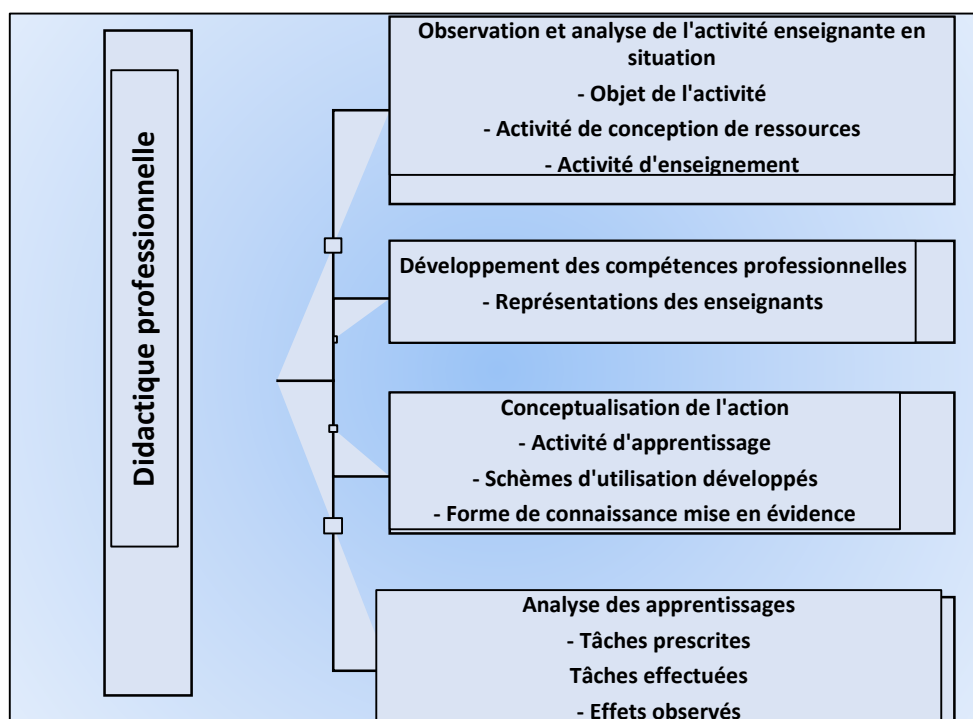 Didactique professionnelle
Observation et analyse de l'activité enseignante en
situation
- Objet de l'activité
- Activité de conception de ressources
- Activité d'enseignement
Développement des compétences professionnelles
- Représentations des enseignants
Conceptualisation de l'action
- Activité d'apprentissage
- Schèmes d'utilisation développés
- Forme de connaissance mise en évidence
Analyse des apprentissages
- Tâches prescrites
Tâches effectuées
- Effets observés